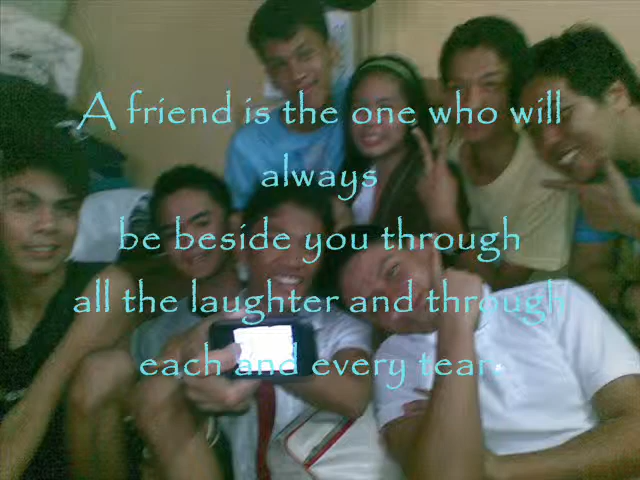 A friend is the one who will
always
be beside you through
all the laughter and through
each and every tear.